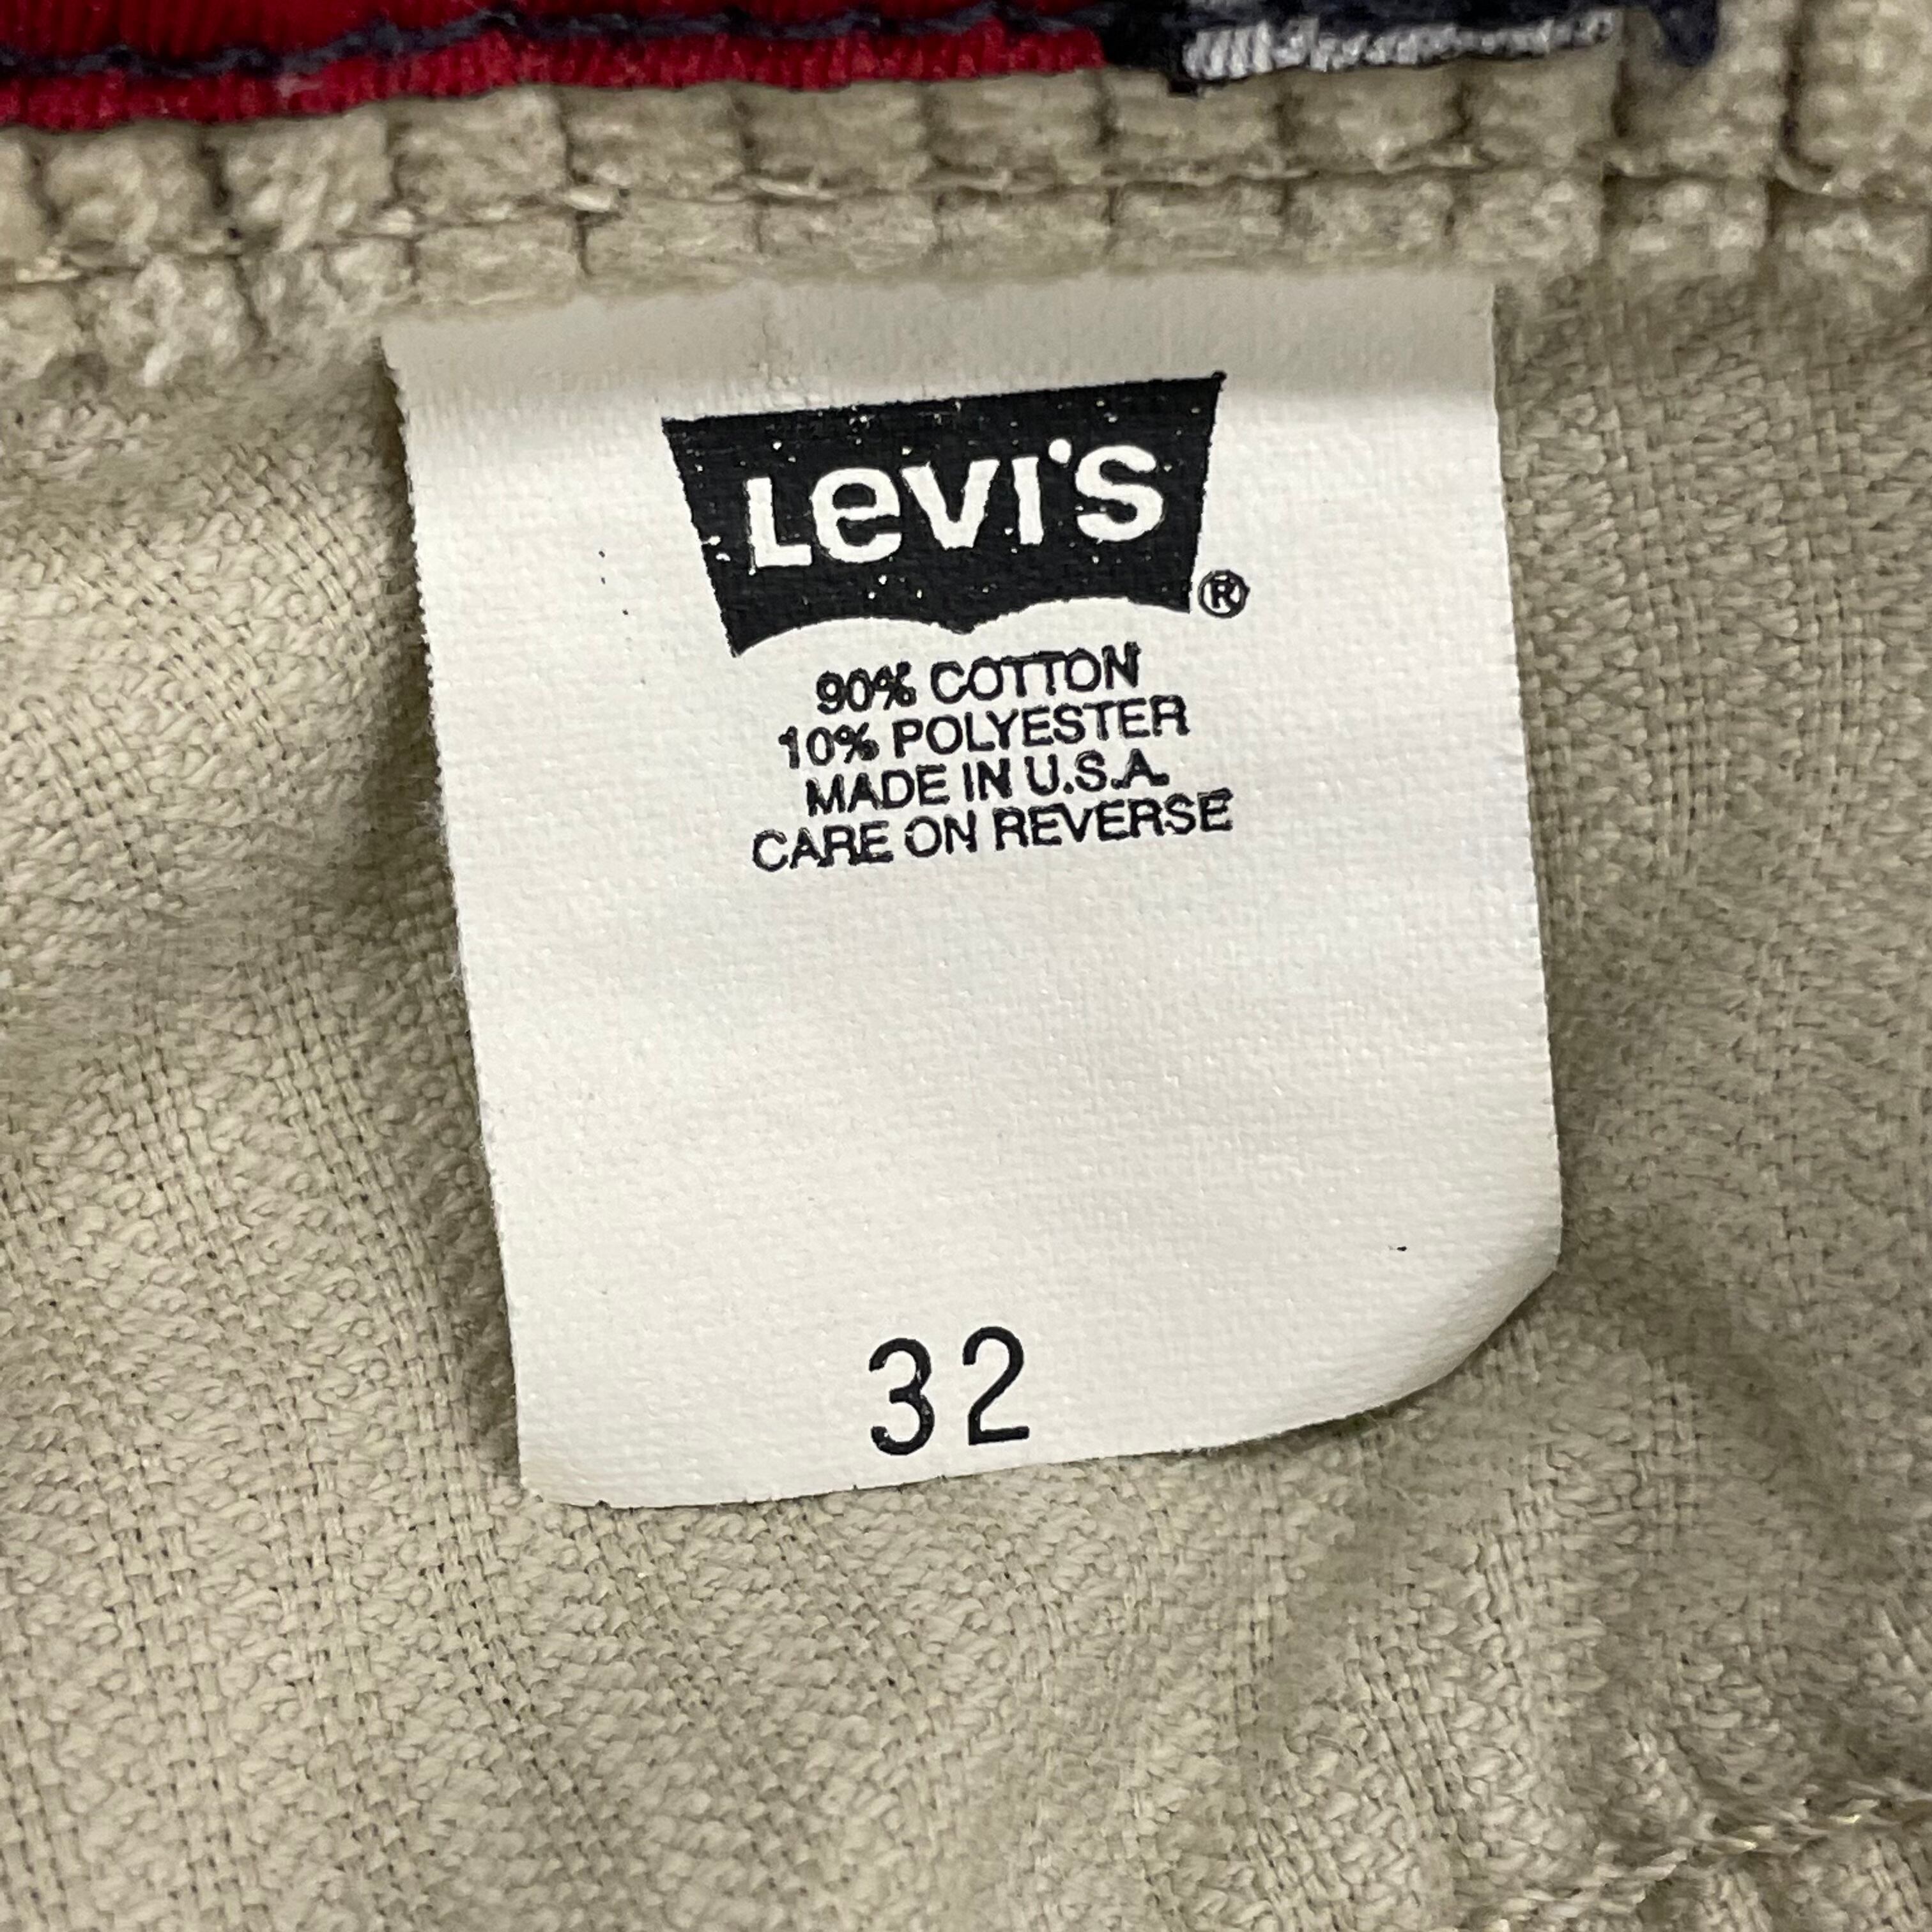 Levi's
®
90% COTTON
10% POLYESTER
MADE IN U.S.A.
CARE ON REVERSE
32